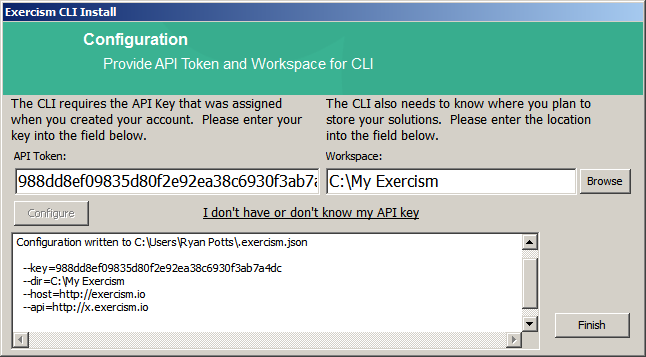 Exercism CLI Install
Configuration
Provide API Token and Workspace for CLI
The CLI requires the API Key that was assigned
when you created your account.  Please enter your
key into the field below.
The CLI also needs to know where you plan to
store your solutions.  Please enter the location
into the field below.
API Token:
988dd8ef09835d80f2e92ea38c6930f3ab7a
Workspace:
C:\My Exercism
Browse
Configure
I don't have or don't know my API key
Configuration written to C:\Users\Ryan Potts\.exercism.json
--key=988dd8ef09835d80f2e92ea38c6930f3ab7a4dc
--dir=C:\My Exercism
--host=http://exercism.io
--api=http://x.exercism.io
Finish